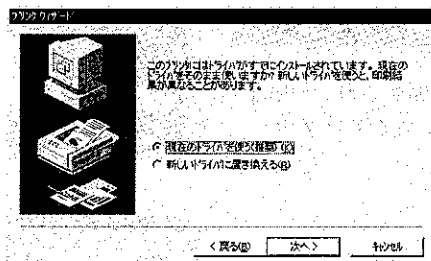 プリンタ ウィザード
このプリンタにはドライバがすでにインストールされています。現在の
ドライバをそのまま使いますか? 新しいドライバを使うと、印刷結
果が異なることがあります。
現在のドライバを使う(推奨)(K)
新しいドライバに置き換える(R)
< 戻る(B)
次へ >
キャンセル